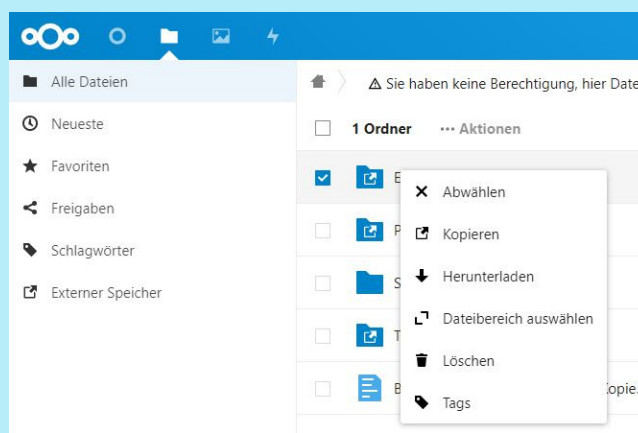 Alle Dateien
Sie haben keine Berechtigung, hier Date
Neueste
1 Ordner ••• Aktionen
Favoriten
E
Abwählen
Freigaben
P
Kopieren
Schlagwörter
S
Herunterladen
Externer Speicher
T
Dateibereich auswählen
Löschen
B
opie.
Tags